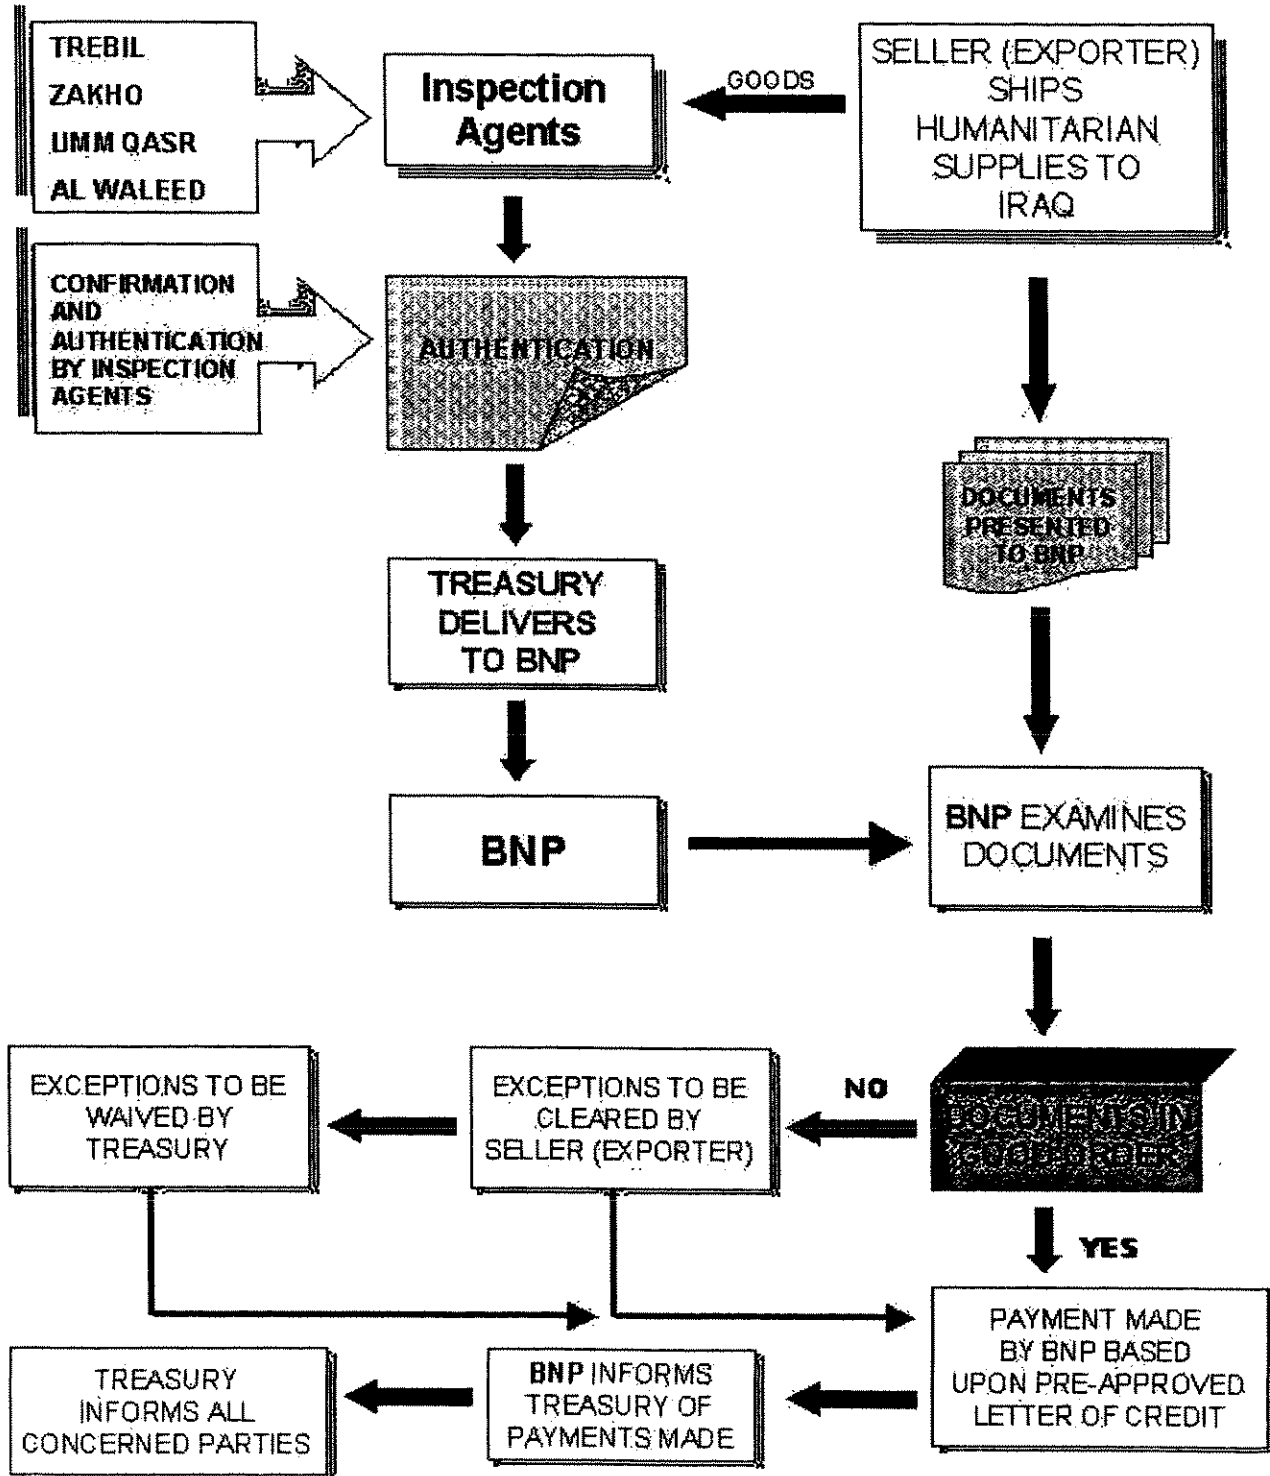 TREBIL
ZAKHO
UMM QASR
AL WALEED
Inspection
Agents
GOODS
SELLER (EXPORTER)
SHIPS
HUMANITARIAN
SUPPLIES TO
IRAQ
CONFIRMATION
AND
AUTHENTICATION
BY INSPECTION
AGENTS
AUTHENTICATION
DOCUMENTS
PRESENTED
TO BNP
TREASURY
DELIVERS
TO BNP
BNP
BNP EXAMINES
DOCUMENTS
EXCEPTIONS TO BE
WAIVED BY
TREASURY
EXCEPTIONS TO BE
CLEARED BY
SELLER (EXPORTER)
NO
DOCUMENTS IN
GOOD ORDER
YES
TREASURY
INFORMS ALL
CONCERNED PARTIES
BNP INFORMS
TREASURY OF
PAYMENTS MADE
PAYMENT MADE
BY BNP BASED
UPON PRE-APPROVED
LETTER OF CREDIT